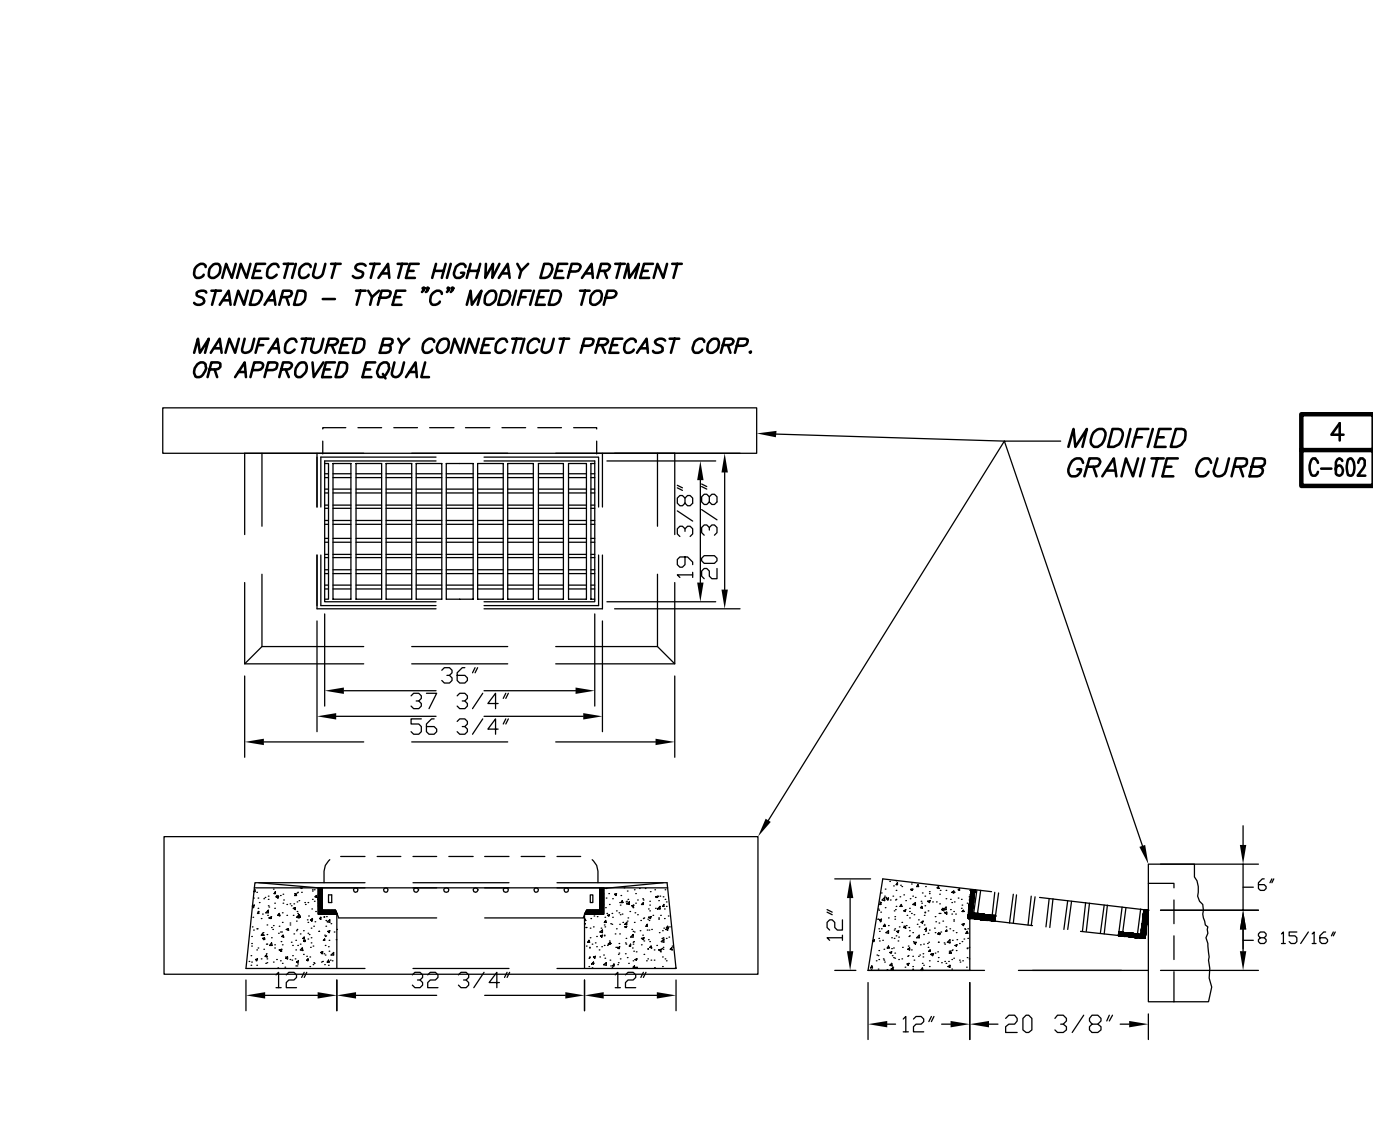 CONNECTICUT STATE HIGHWAY DEPARTMENT
STANDARD - TYPE "C" MODIFIED TOP
MANUFACTURED BY CONNECTICUT PRECAST CORP.
OR APPROVED EQUAL
MODIFIED
GRANITE CURB
4
C-602
19 3/8"
20 3/8"
36"
37 3/4"
56 3/4"
12"
32 3/4"
12"
12"
6"
8 15/16"
12"
20 3/8"